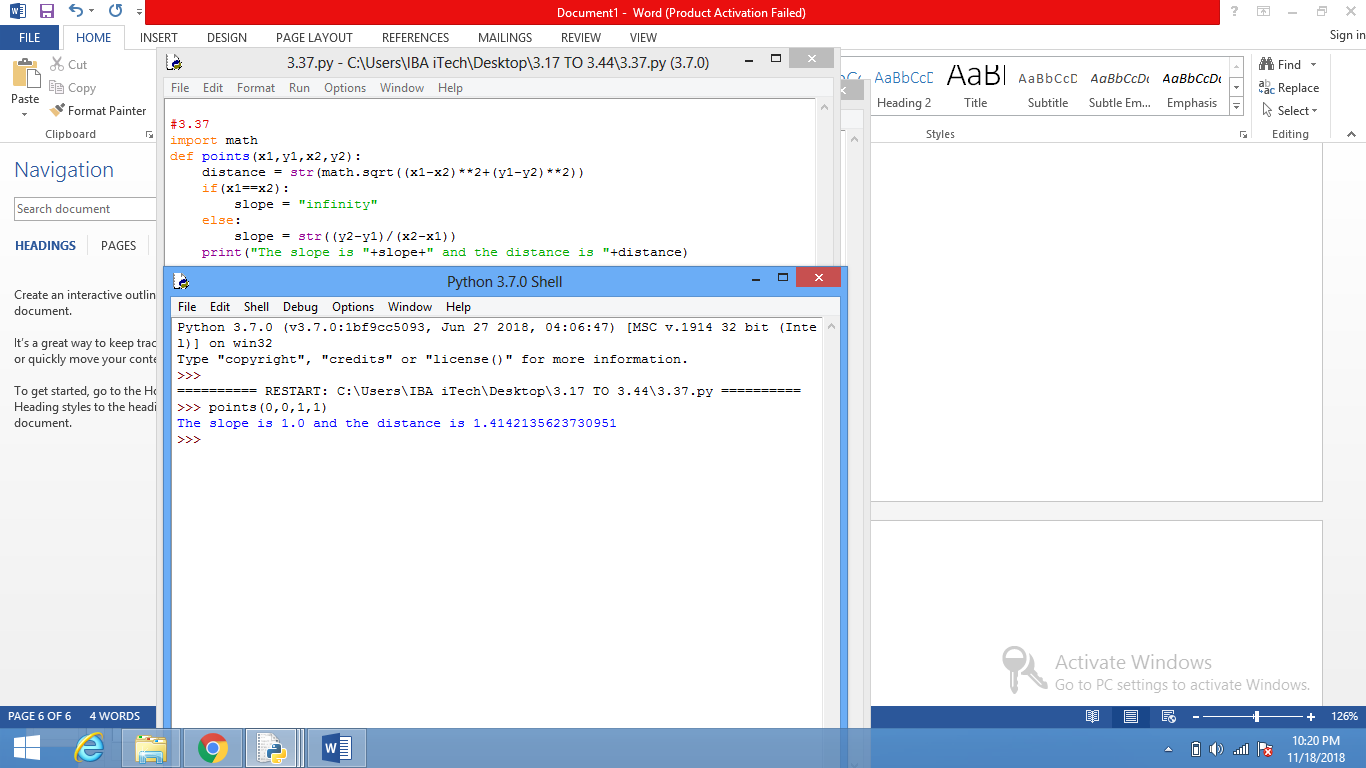 Document1 - Word (Product Activation Failed)
FILE HOME INSERT DESIGN PAGE LAYOUT REFERENCES MAILINGS REVIEW VIEW Sign in
Paste
Cut
Copy
Format Painter
Clipboard
AaBbCcD AaBbCcD AaBbCcDc AaBbCcDc
Heading 2 Title Subtitle Subtle Em... Emphasis
Styles
Find
Replace
Select
Editing
Navigation
Search document
HEADINGS PAGES
Create an interactive outlin
document.
It's a great way to keep trac
or quickly move your conte
To get started, go to the Ho
Heading styles to the headi
document.
3.37.py - C:\Users\IBA iTech\Desktop\3.17 TO 3.44\3.37.py (3.7.0)
File Edit Format Run Options Window Help
#3.37
import math
def points(x1,y1,x2,y2):
    distance = str(math.sqrt((x1-x2)**2+(y1-y2)**2))
    if(x1==x2):
        slope = "infinity"
    else:
        slope = str((y2-y1)/(x2-x1))
    print("The slope is "+slope+" and the distance is "+distance)
Python 3.7.0 Shell
File Edit Shell Debug Options Window Help
Python 3.7.0 (v3.7.0:1bf9cc5093, Jun 27 2018, 04:06:47) [MSC v.1914 32 bit (Inte
l)] on win32
Type "copyright", "credits" or "license()" for more information.
>>>
========== RESTART: C:\Users\IBA iTech\Desktop\3.17 TO 3.44\3.37.py ==========
>>> points(0,0,1,1)
The slope is 1.0 and the distance is 1.4142135623730951
>>>
Activate Windows
Go to PC settings to activate Windows.
PAGE 6 OF 6 4 WORDS 126%
10:20 PM
11/18/2018